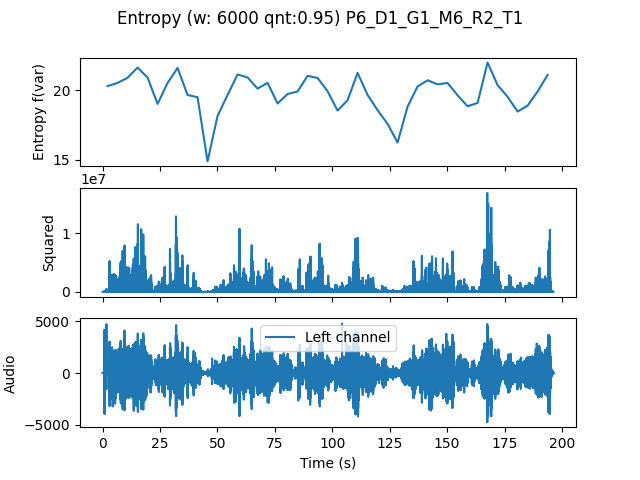 Entropy (w: 6000 qnt:0.95) P6_D1_G1_M6_R2_T1
Entropy f(var)
20
15
1e7
Squared
1
0
Audio
5000
0
−5000
Left channel
0 25 50 75 100 125 150 175 200
Time (s)